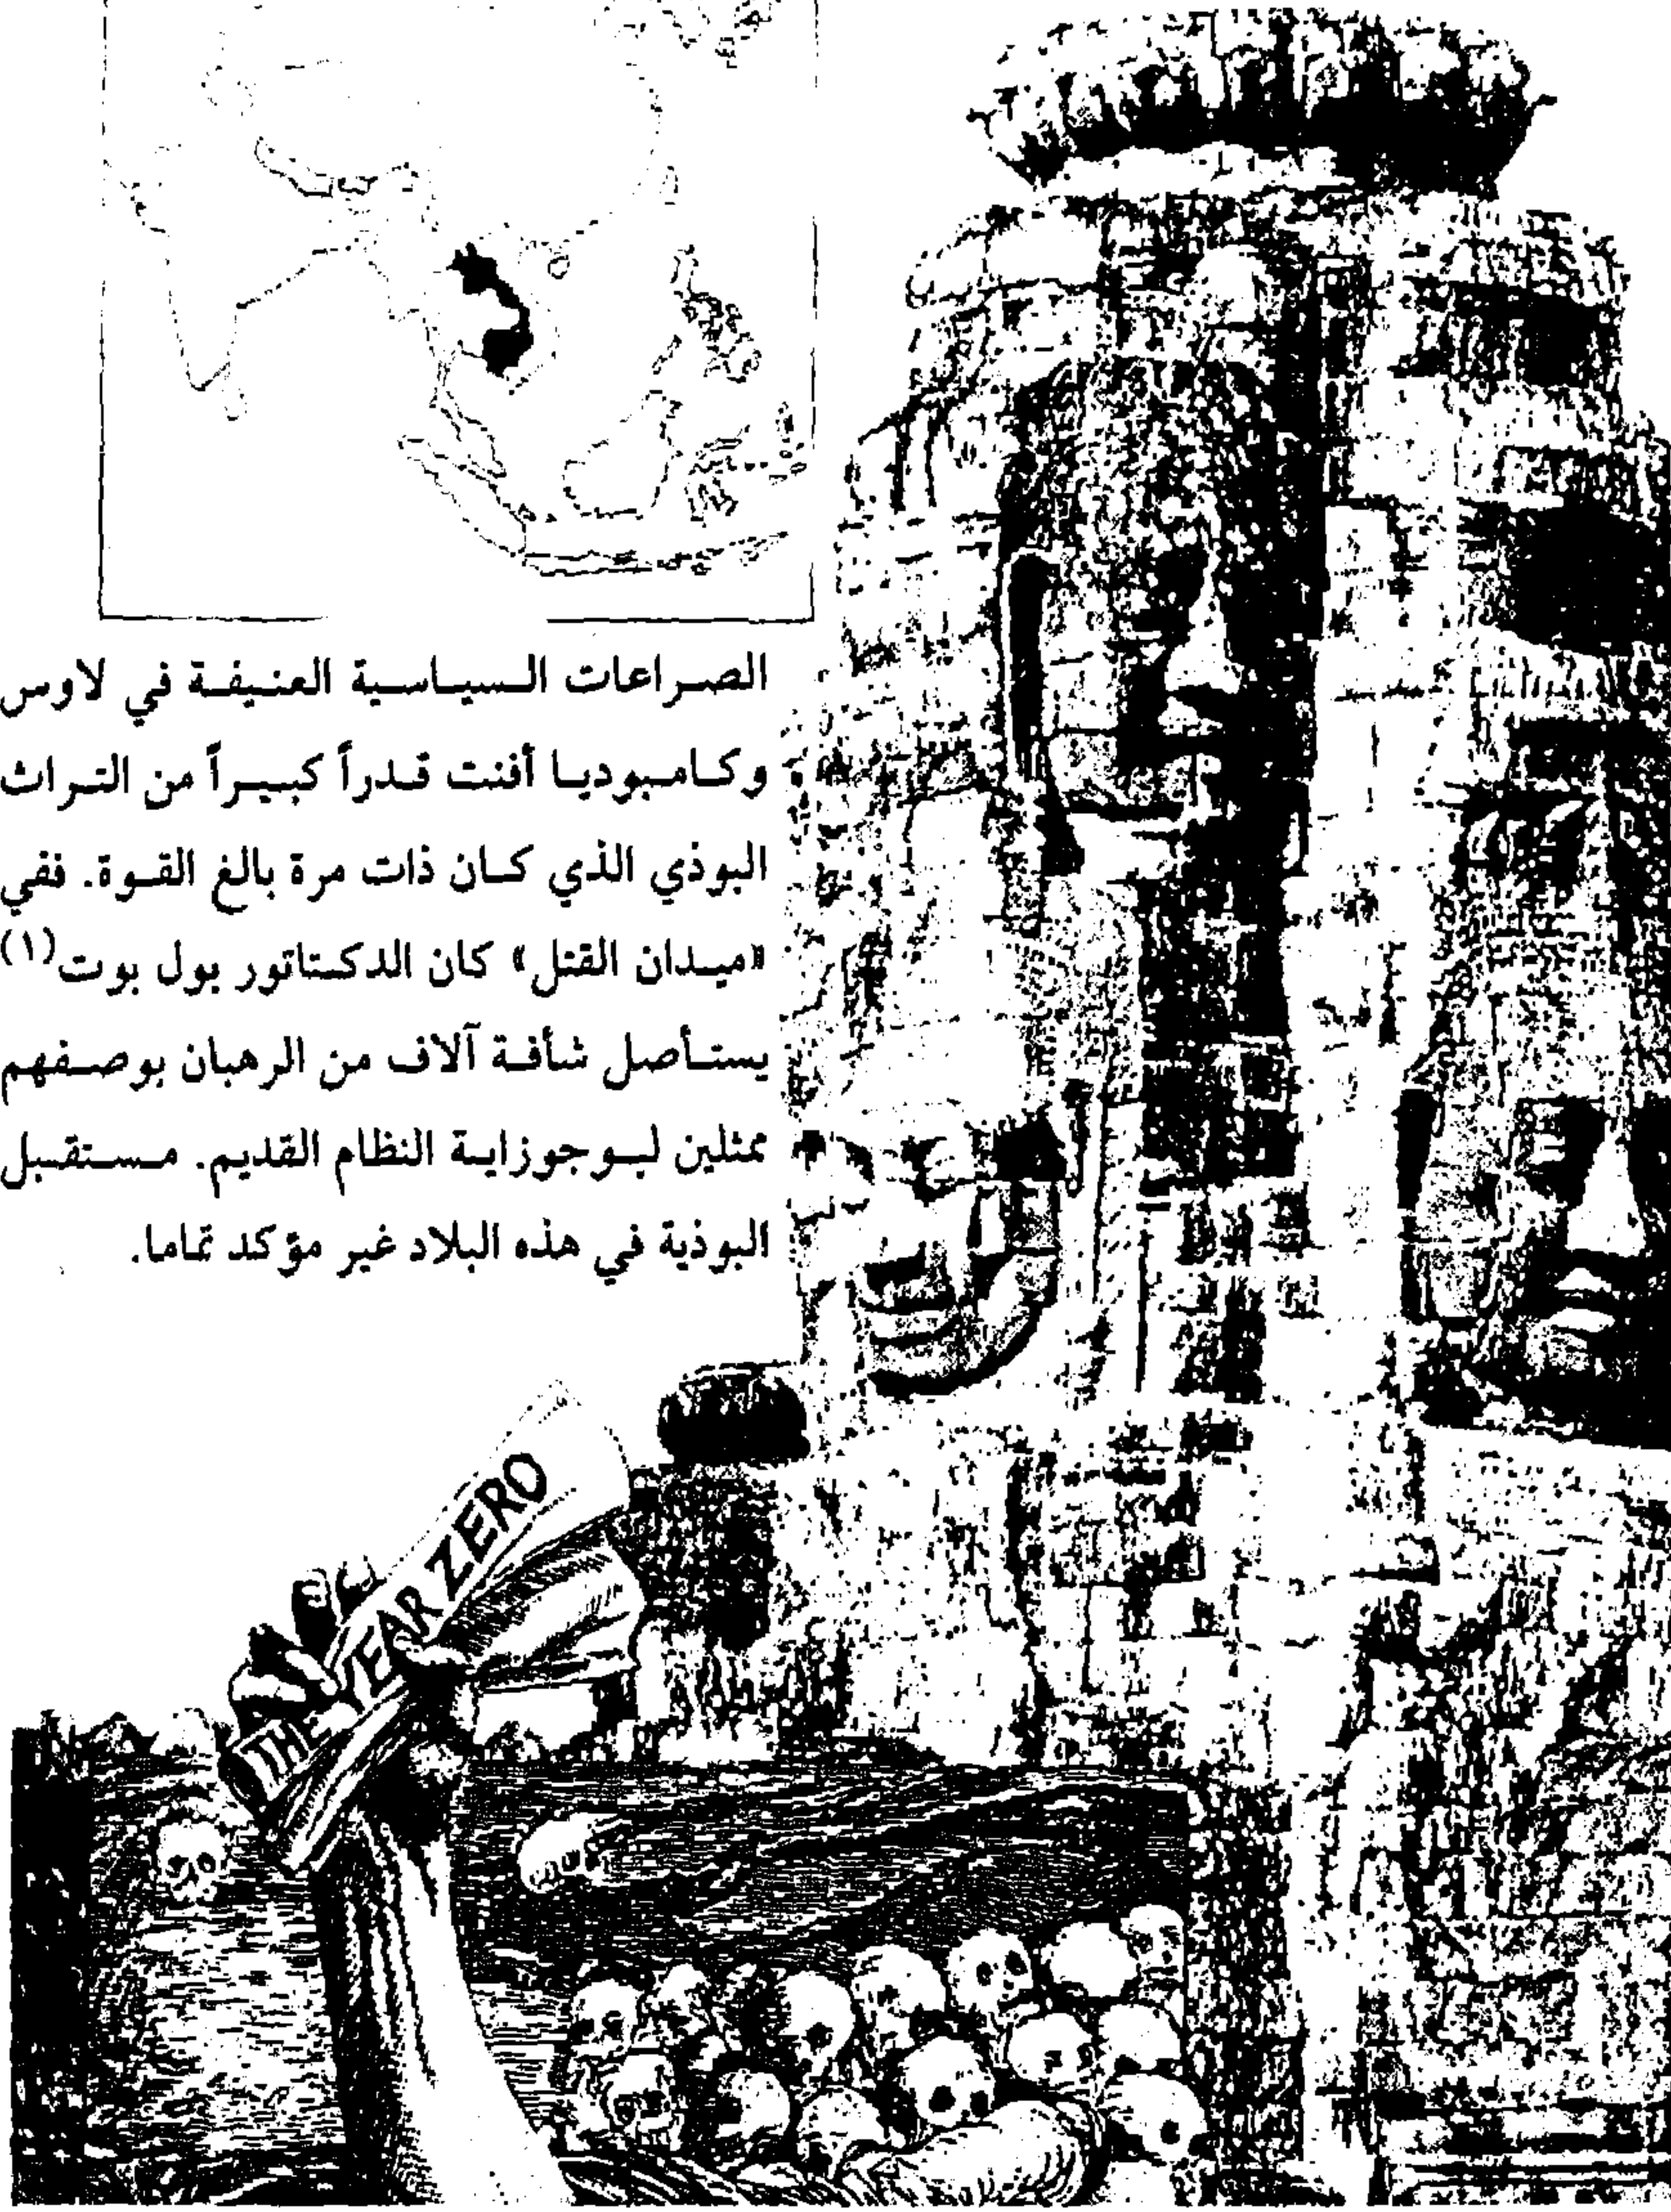 الصراعات السياسية العنيفة في لاوس
وكامبوديا أفنت قدراً كبيراً من التراث
البوذي الذي كان ذات مرة بالغ القوة. ففي
«ميدان القتل» كان الدكتاتور بول بوت(١)
يستأصل شأفة آلاف من الرهبان بوصفهم
ممثلين لبوجوزاية النظام القديم. مستقبل
البوذية في هذه البلاد غير مؤكد تماما.
THE YEAR ZERO